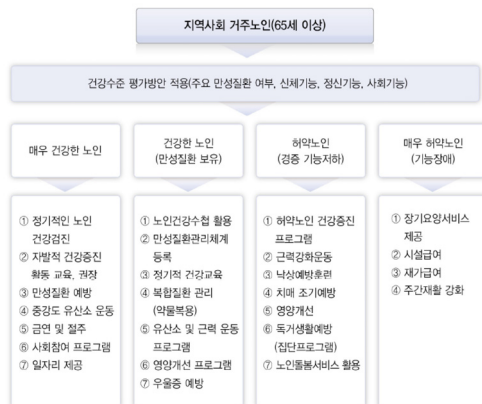 지역사회 거주노인(65세 이상)
건강수준 평가방안 적용(주요 만성질환 여부, 신체기능, 정신기능, 사회기능)
매우 건강한 노인
건강한 노인
(만성질환 보유)
허약노인
(검증 기능저하)
매우 허약노인
(기능장애)
① 정기적인 노인
건강검진
② 자발적 건강증진
활동 교육, 권장
③ 만성질환 예방
④ 중강도 유산소 운동
⑤ 금연 및 절주
⑥ 사회참여 프로그램
⑦ 일자리 제공
① 노인건강수첩 활용
② 만성질환관리체계
등록
③ 정기적 건강교육
④ 복합질환 관리
(약물복용)
⑤ 유산소 및 근력 운동
프로그램
⑥ 영양개선 프로그램
⑦ 우울증 예방
① 허약노인 건강증진
프로그램
② 근력강화운동
③ 낙상예방훈련
④ 치매 조기예방
⑤ 영양개선
⑥ 독거생활예방
(집단프로그램)
⑦ 노인돌봄서비스 활용
① 장기요양서비스
제공
② 시설급여
③ 재가급여
④ 주간재활 강화